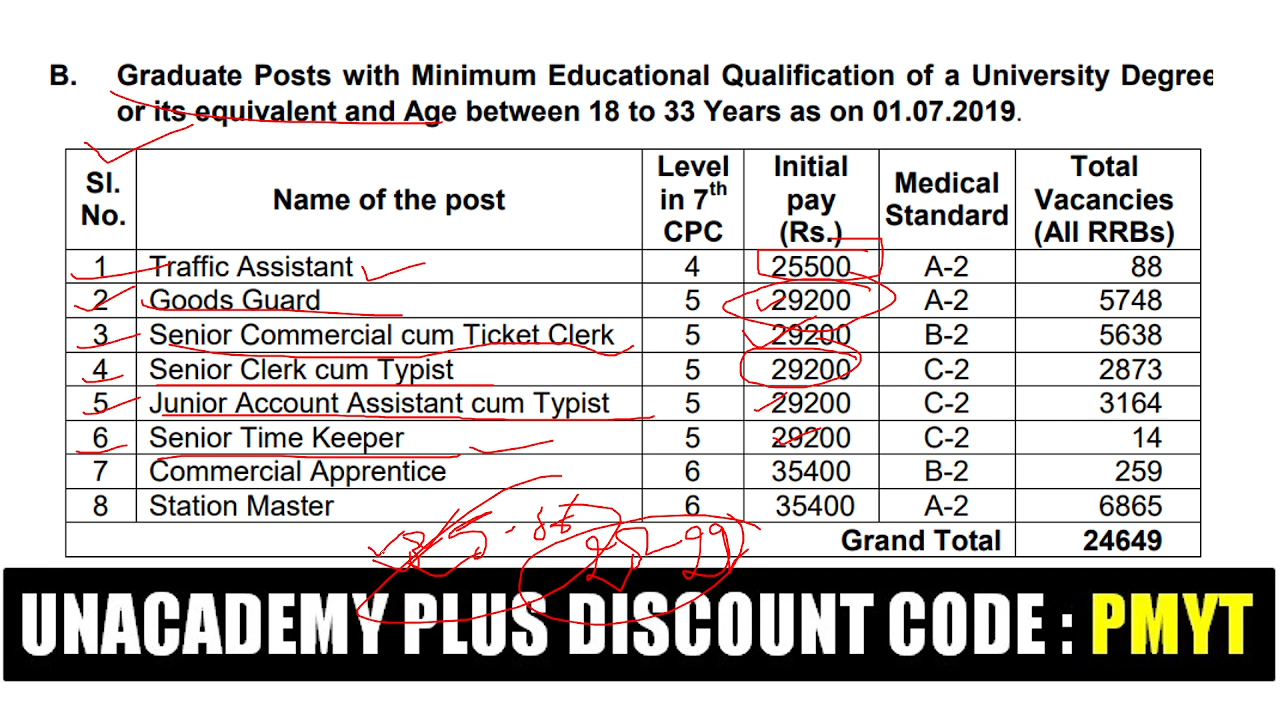 B. Graduate Posts with Minimum Educational Qualification of a University Degree
or its equivalent and Age between 18 to 33 Years as on 01.07.2019.
Sl. No. Name of the post Level in 7th CPC Initial pay (Rs.) Medical Standard Total Vacancies (All RRBs)
1 Traffic Assistant 4 25500 A-2 88
2 Goods Guard 5 29200 A-2 5748
3 Senior Commercial cum Ticket Clerk 5 29200 B-2 5638
4 Senior Clerk cum Typist 5 29200 C-2 2873
5 Junior Account Assistant cum Typist 5 29200 C-2 3164
6 Senior Time Keeper 5 29200 C-2 14
7 Commercial Apprentice 6 35400 B-2 259
8 Station Master 6 35400 A-2 6865
Grand Total 24649
UNACADEMY PLUS DISCOUNT CODE : PMYT